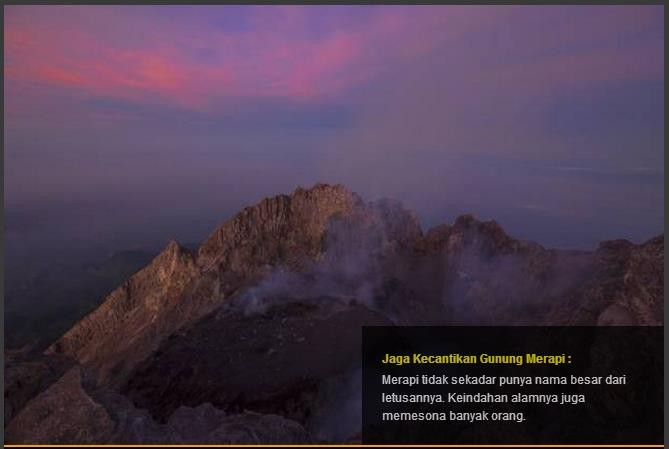 Jaga Kecantikan Gunung Merapi :
Merapi tidak sekadar punya nama besar dari
letusannya. Keindahan alamnya juga
memesona banyak orang.